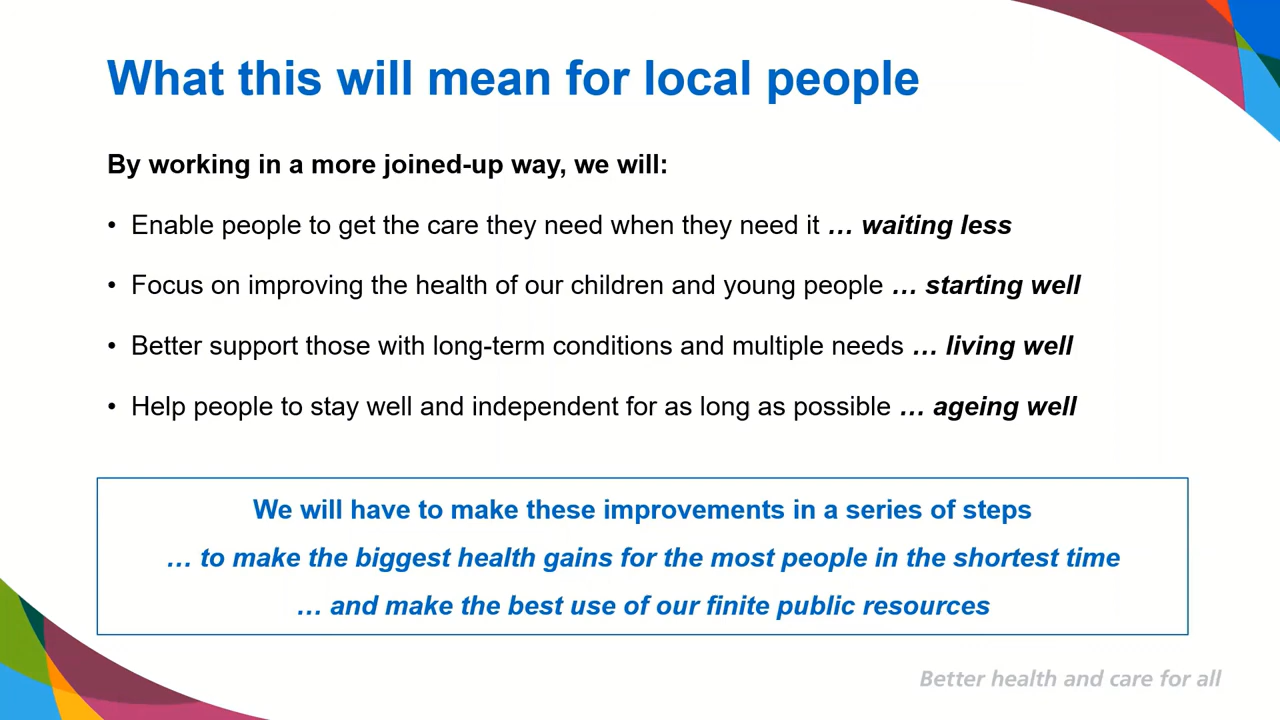 What this will mean for local people
By working in a more joined-up way, we will:
• Enable people to get the care they need when they need it … waiting less
• Focus on improving the health of our children and young people … starting well
• Better support those with long-term conditions and multiple needs … living well
• Help people to stay well and independent for as long as possible … ageing well
We will have to make these improvements in a series of steps
… to make the biggest health gains for the most people in the shortest time
… and make the best use of our finite public resources
Better health and care for all